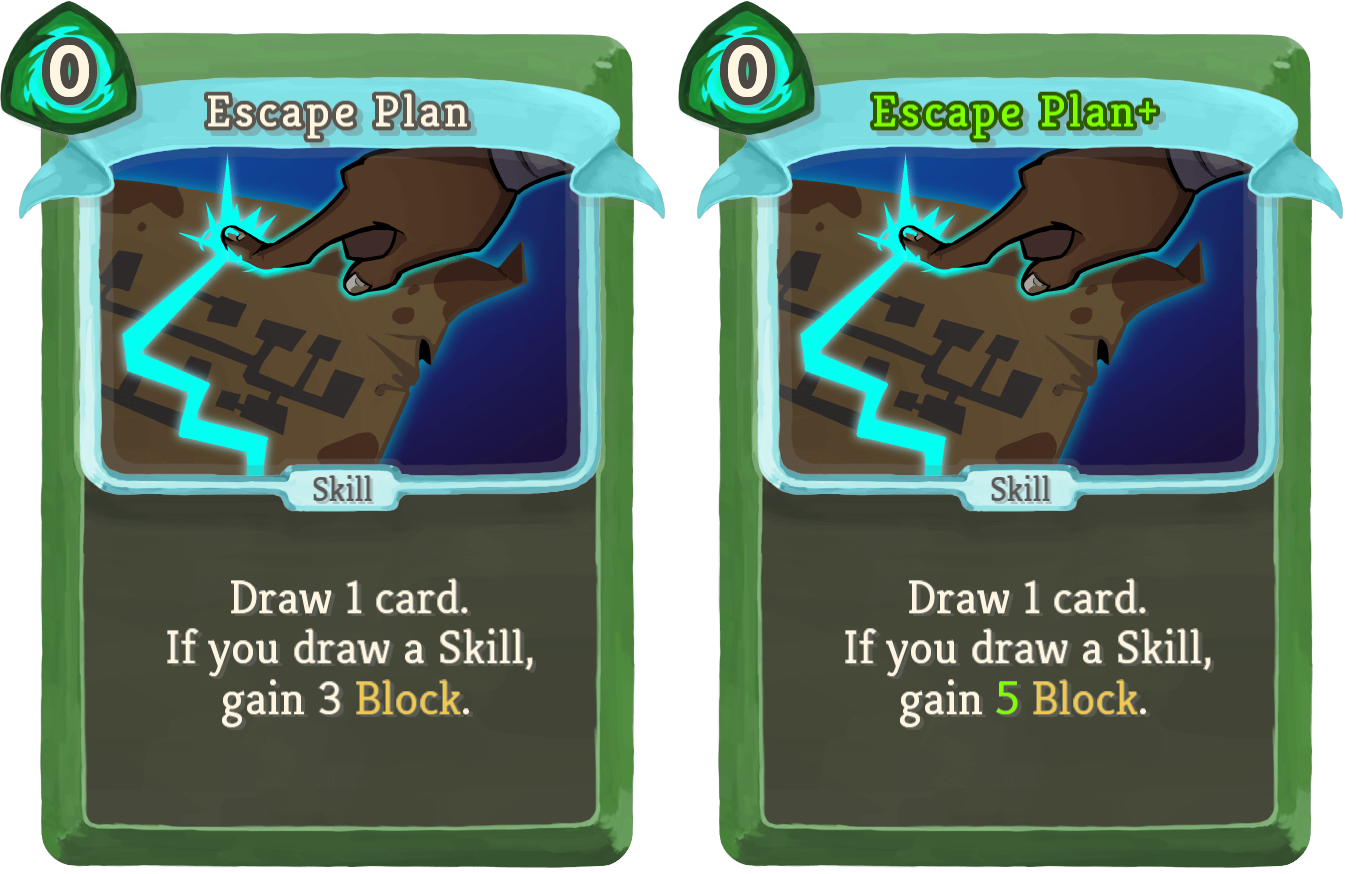 0
Escape Plan
Skill
Draw 1 card.
If you draw a Skill,
gain 3 Block.
0
Escape Plan+
Skill
Draw 1 card.
If you draw a Skill,
gain 5 Block.